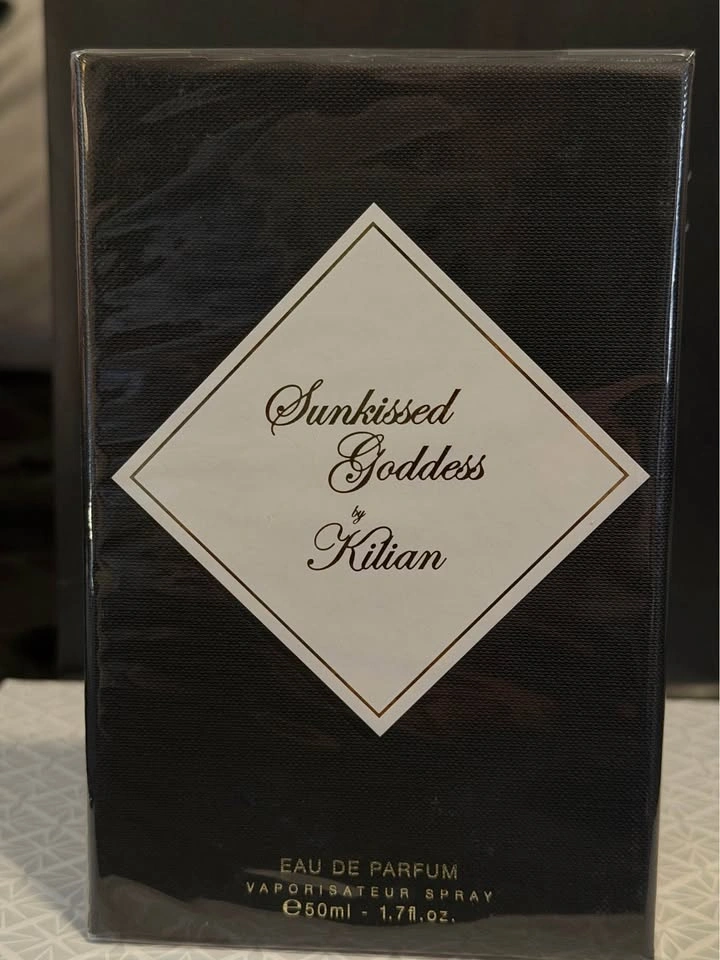 Sunkissed
Goddess
by
Kilian
EAU DE PARFUM
VAPORISATEUR SPRAY
℮50ml - 1.7fl.oz.